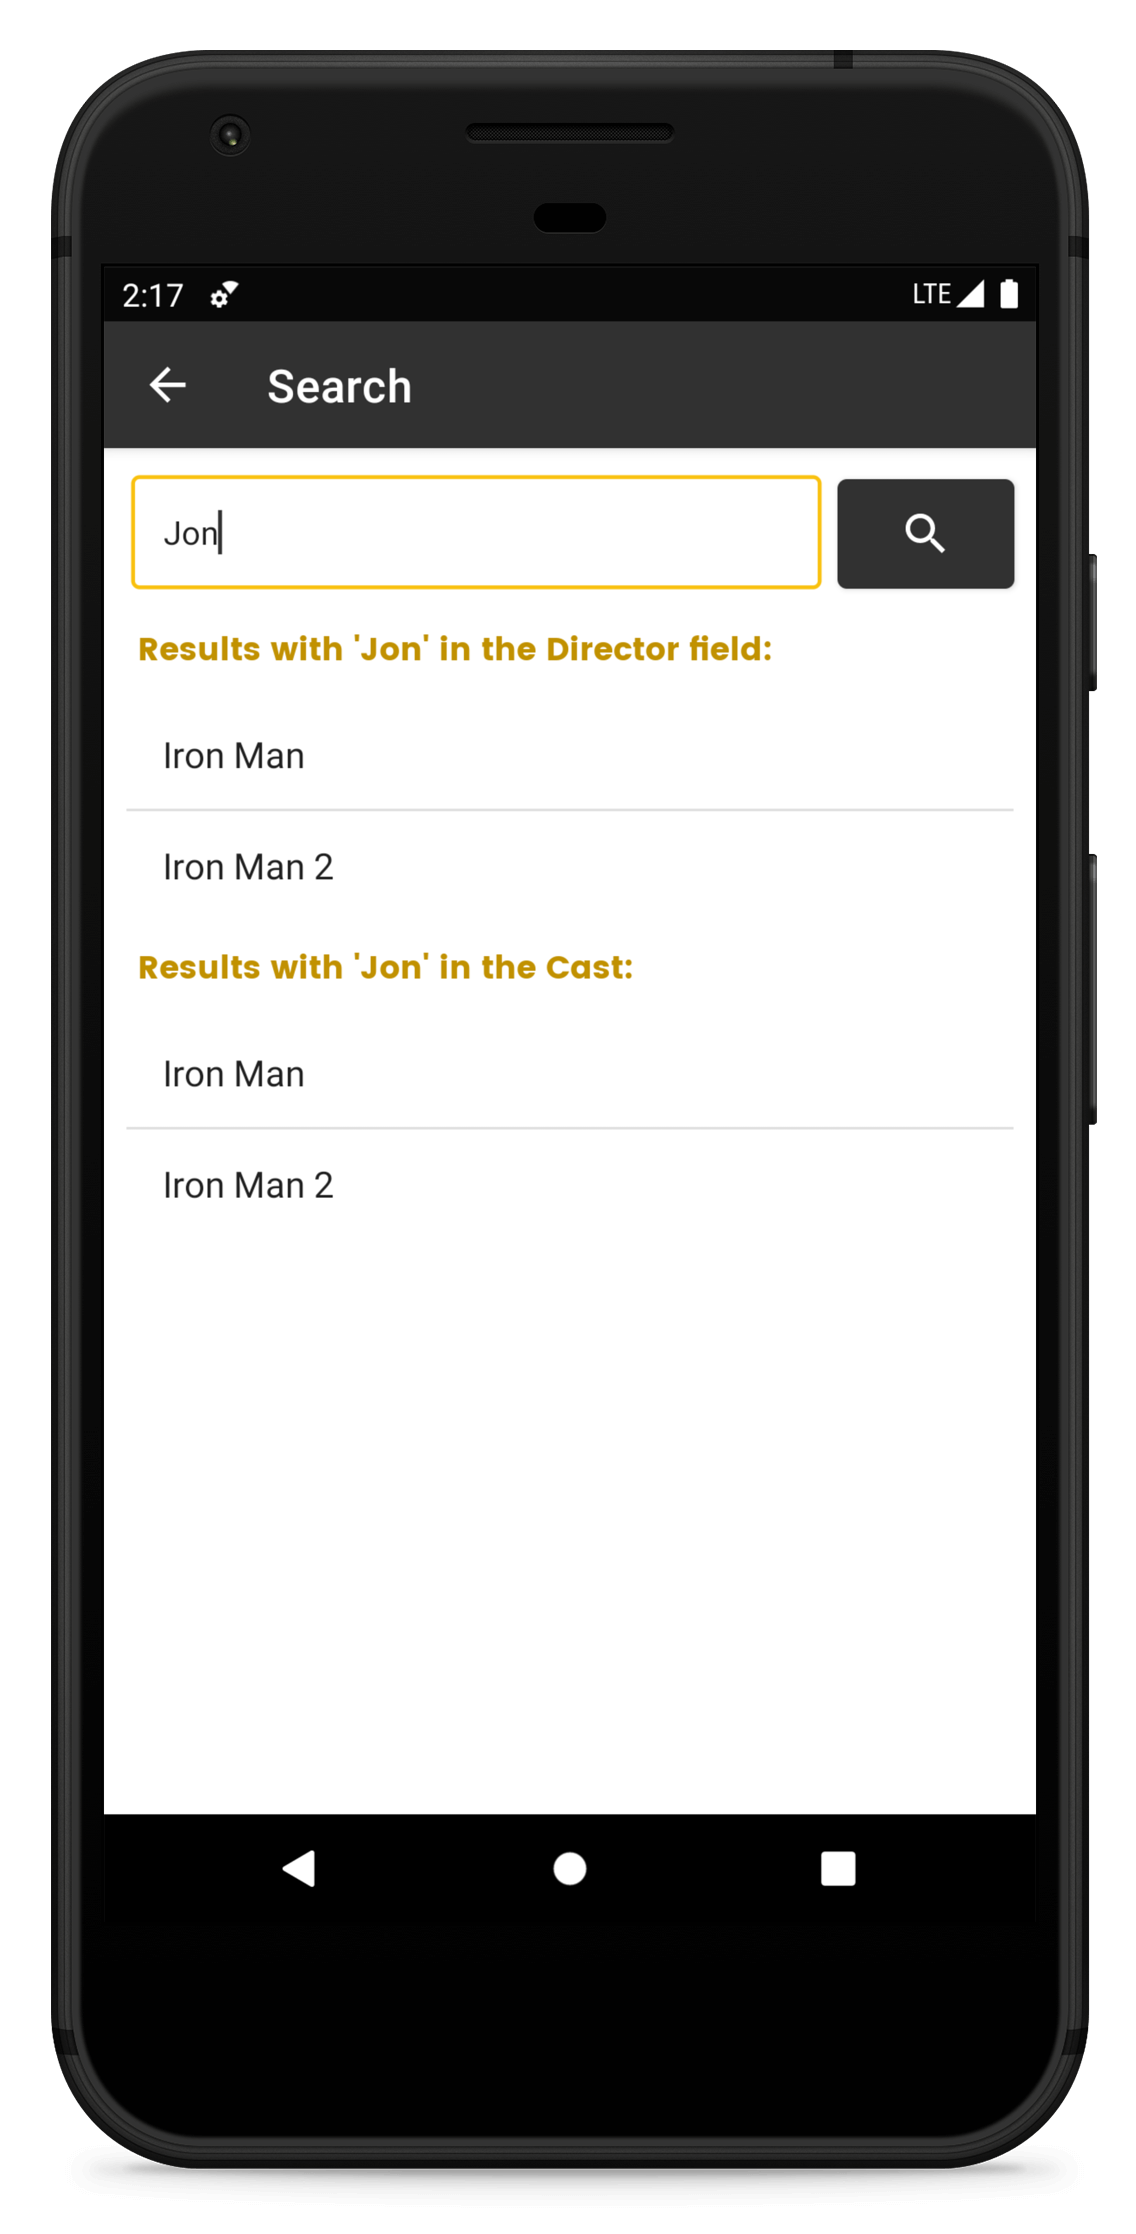 2:17 LTE
Search
Jon
Results with 'Jon' in the Director field:
Iron Man
Iron Man 2
Results with 'Jon' in the Cast:
Iron Man
Iron Man 2